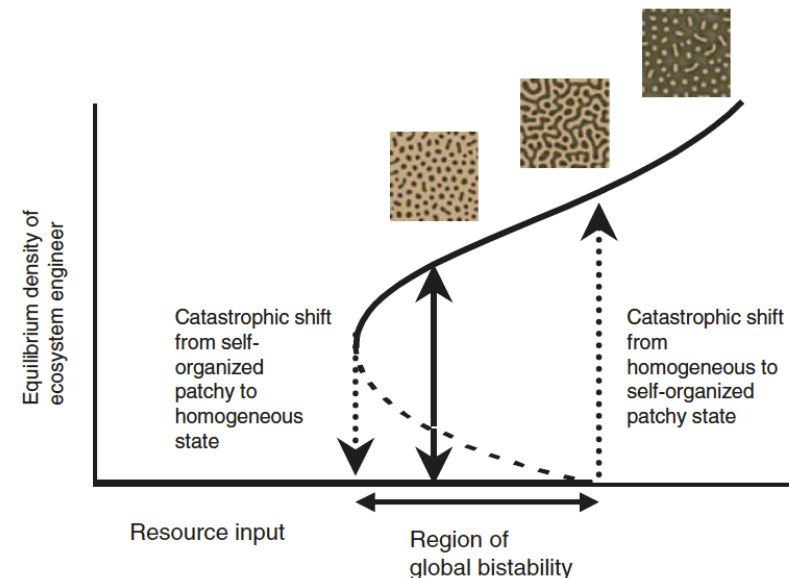 Equilibrium density of
ecosystem engineer
Catastrophic shift
from self-
organized
patchy to
homogeneous
state
Catastrophic shift
from
homogeneous to
self-organized
patchy state
Resource input
Region of
global bistability